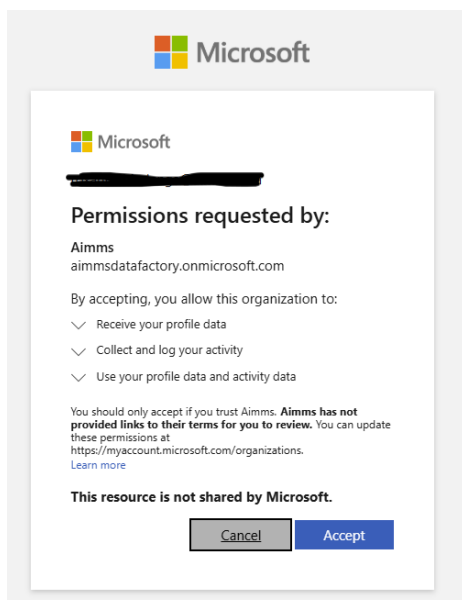 Microsoft
Microsoft
Permissions requested by:
Aimms
aimmsdatafactory.onmicrosoft.com
By accepting, you allow this organization to:
Receive your profile data
Collect and log your activity
Use your profile data and activity data
You should only accept if you trust Aimms. Aimms has not
provided links to their terms for you to review. You can update
these permissions at
https://myaccount.microsoft.com/organizations.
Learn more
This resource is not shared by Microsoft.
Cancel
Accept